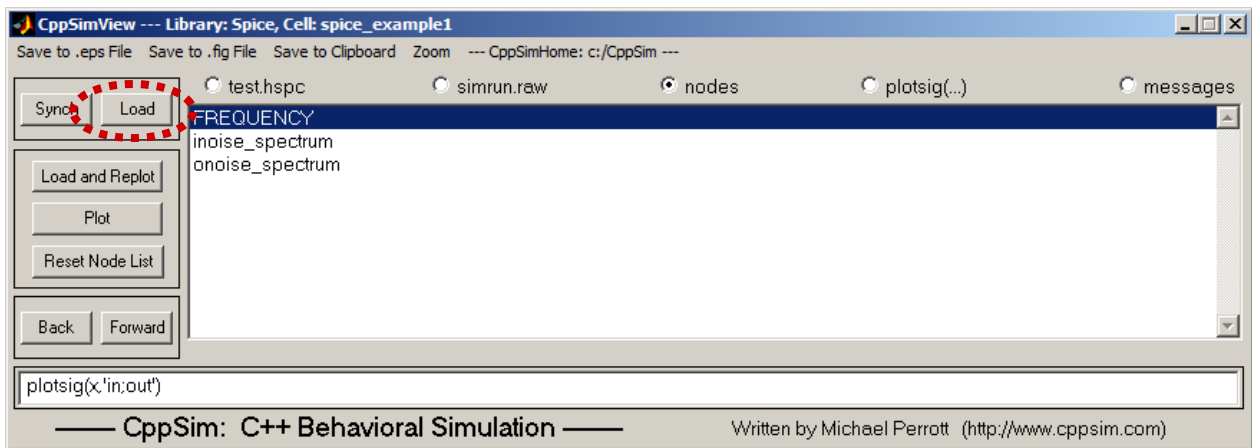 CppSimView --- Library: Spice, Cell: spice_example1
Save to .eps File Save to .fig File Save to Clipboard Zoom --- CppSimHome: c:/CppSim ---
test.hspc simrun.raw nodes plotsig(...) messages
Synch Load
FREQUENCY
inoise_spectrum
onoise_spectrum
Load and Replot
Plot
Reset Node List
Back Forward
plotsig(x,'in;out')
CppSim: C++ Behavioral Simulation
Written by Michael Perrott (http://www.cppsim.com)